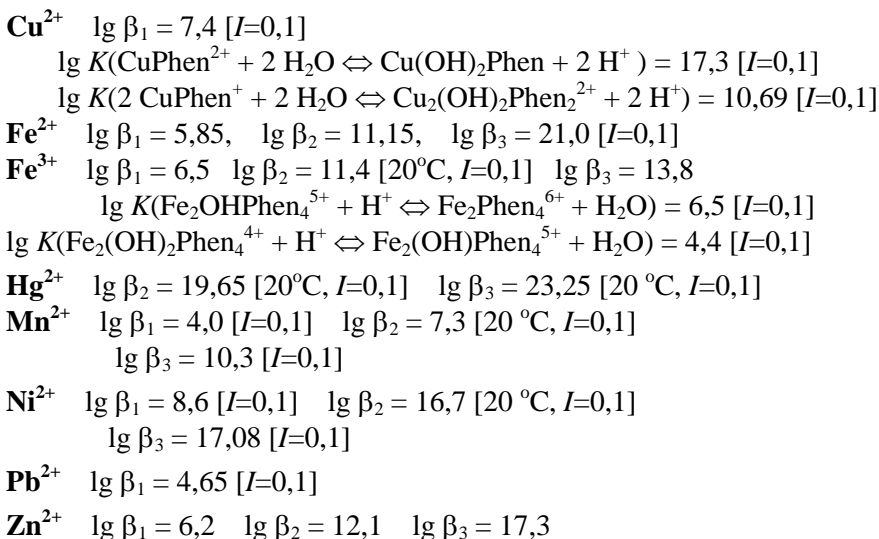 Cu²⁺ lg β₁ = 7,4 [I=0,1]
lg K(CuPhen²⁺ + 2 H₂O ⇔ Cu(OH)₂Phen + 2 H⁺ ) = 17,3 [I=0,1]
lg K(2 CuPhen⁺ + 2 H₂O ⇔ Cu₂(OH)₂Phen₂²⁺ + 2 H⁺) = 10,69 [I=0,1]
Fe²⁺ lg β₁ = 5,85, lg β₂ = 11,15, lg β₃ = 21,0 [I=0,1]
Fe³⁺ lg β₁ = 6,5 lg β₂ = 11,4 [20°C, I=0,1] lg β₃ = 13,8
lg K(Fe₂OHPhen₄⁵⁺ + H⁺ ⇔ Fe₂Phen₄⁶⁺ + H₂O) = 6,5 [I=0,1]
lg K(Fe₂(OH)₂Phen₄⁴⁺ + H⁺ ⇔ Fe₂(OH)Phen₄⁵⁺ + H₂O) = 4,4 [I=0,1]
Hg²⁺ lg β₂ = 19,65 [20°C, I=0,1] lg β₃ = 23,25 [20 °C, I=0,1]
Mn²⁺ lg β₁ = 4,0 [I=0,1] lg β₂ = 7,3 [20 °C, I=0,1]
lg β₃ = 10,3 [I=0,1]
Ni²⁺ lg β₁ = 8,6 [I=0,1] lg β₂ = 16,7 [20 °C, I=0,1]
lg β₃ = 17,08 [I=0,1]
Pb²⁺ lg β₁ = 4,65 [I=0,1]
Zn²⁺ lg β₁ = 6,2 lg β₂ = 12,1 lg β₃ = 17,3